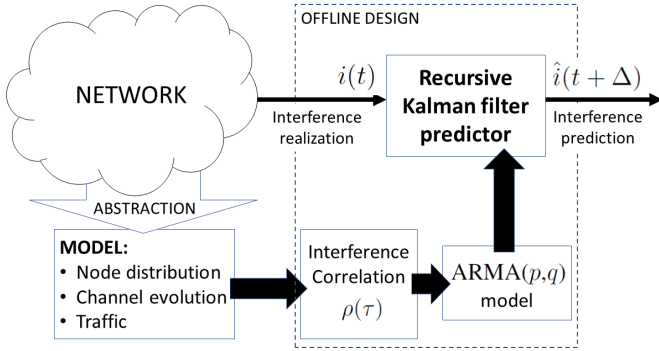 OFFLINE DESIGN
NETWORK
i(t)
Interference
realization
Recursive
Kalman filter
predictor
î(t + Δ)
Interference
prediction
ABSTRACTION
MODEL:
• Node distribution
• Channel evolution
• Traffic
Interference
Correlation
ρ(τ)
ARMA(p,q)
model